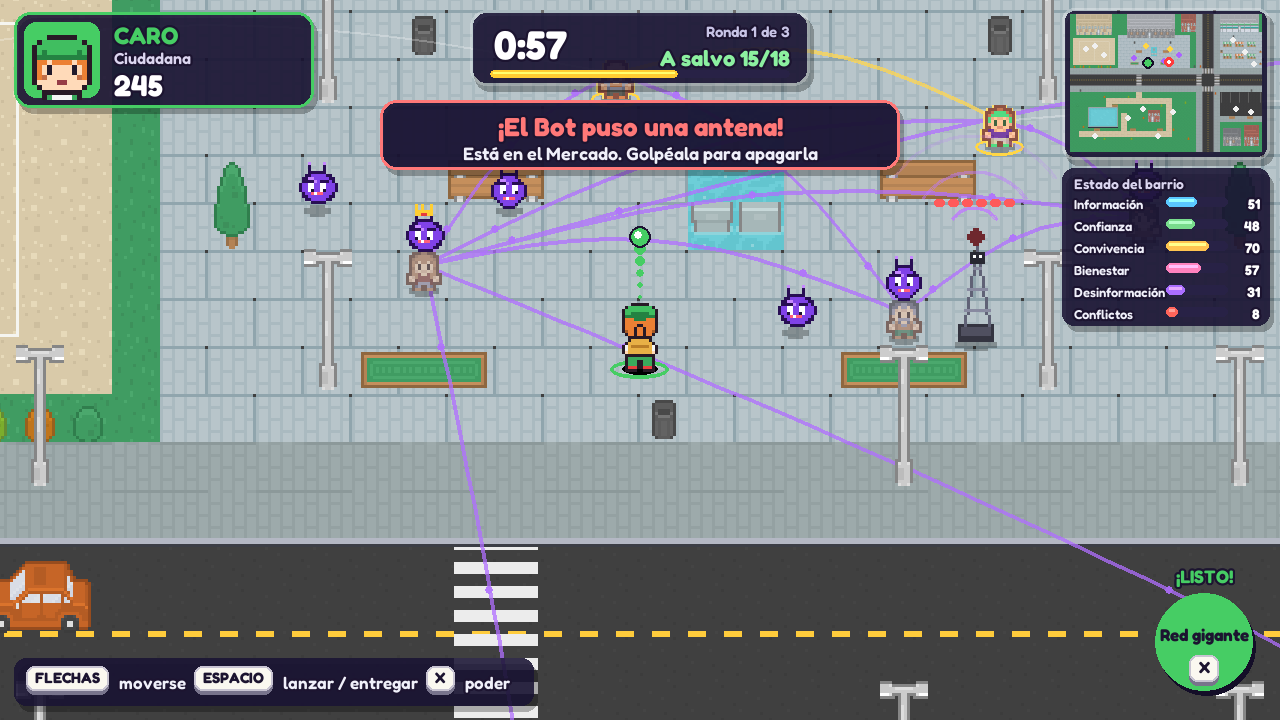 CARO
Ciudadana
245
0:57
Ronda 1 de 3
A salvo 15/18
¡El Bot puso una antena!
Está en el Mercado. Golpéala para apagarla
Estado del barrio
Información 51
Confianza 48
Convivencia 70
Bienestar 57
Desinformación 31
Conflictos 8
¡LISTO!
Red gigante
X
FLECHAS moverse ESPACIO lanzar / entregar X poder